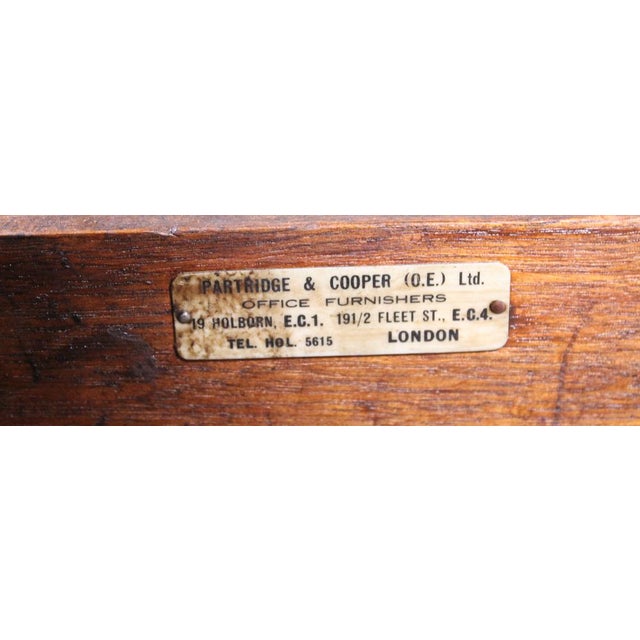 PARTRIDGE & COOPER (O.E.) Ltd.
OFFICE FURNISHERS
19 HOLBORN, E.C.1. 191/2 FLEET ST., E.C.4.
TEL. HOL. 5615 LONDON